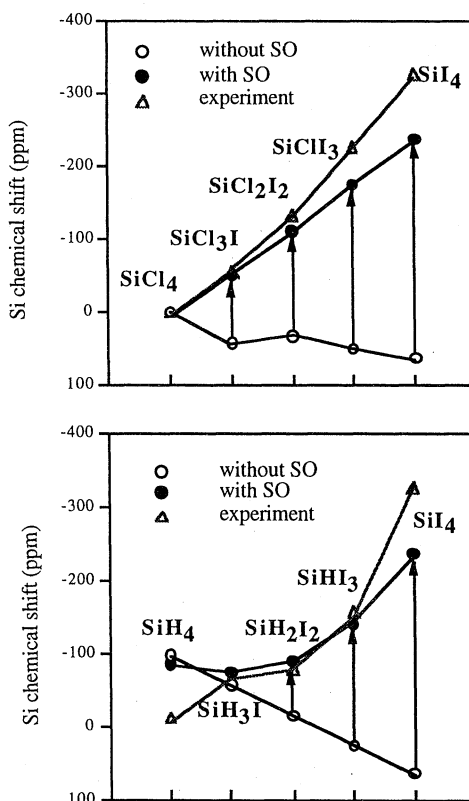 -400
without SO
with SO
experiment
SiI4
-300
SiClI3
-200
SiCl2I2
SiCl3I
-100
SiCl4
0
100
Si chemical shift (ppm)
-400
without SO
with SO
experiment
-300
SiI4
-200
SiHI3
SiH4
SiH2I2
-100
SiH3I
0
100
Si chemical shift (ppm)